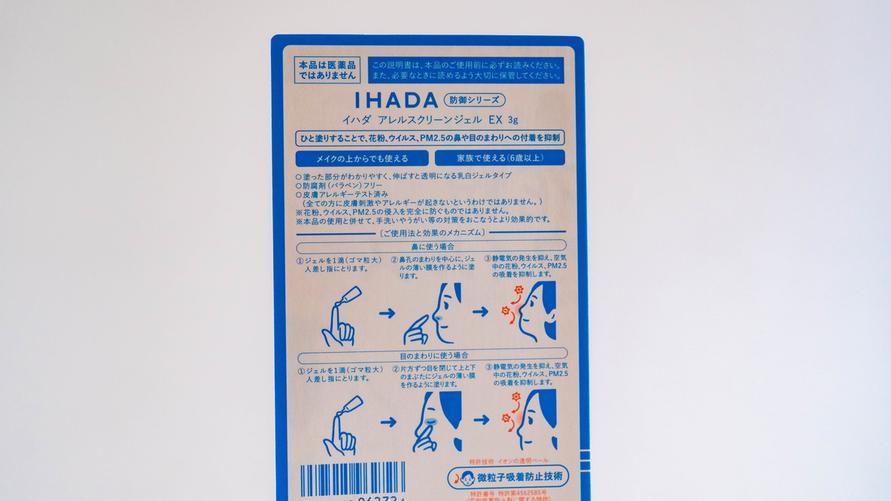 本品は医薬品
ではありません
この説明書は、本品のご使用前に必ずお読みください。
また、必要なときに読めるよう大切に保管してください。
IHADA 防御シリーズ
イハダ アレルスクリーンジェル EX 3g
ひと塗りすることで、花粉、ウイルス、PM2.5の鼻や目のまわりへの付着を抑制
メイクの上からでも使える
家族で使える(6歳以上)
○塗った部分がわかりやすく、伸ばすと透明になる乳白ジェルタイプ
○防腐剤(パラベン)フリー
○皮膚アレルギーテスト済み
(全ての方に皮膚刺激やアレルギーが起きないというわけではありません。)
※花粉、ウイルス、PM2.5の侵入を完全に防ぐものではありません。
※本品の使用と併せて、手洗いやうがい等の対策をおこなうとより効果的です。
〔ご使用法と効果のメカニズム〕
鼻に使う場合
①ジェルを1滴(ゴマ粒大)
人差し指にとります。
②鼻孔のまわりを中心に、ジェ
ルの薄い膜を作るように塗
ります。
③静電気の発生を抑え、空気
中の花粉、ウイルス、PM2.5
の吸着を抑制します。
目のまわりに使う場合
①ジェルを1滴(ゴマ粒大)
人差し指にとります。
②片方ずつ目を閉じて上と下
のまぶたにジェルの薄い膜
を作るように塗ります。
③静電気の発生を抑え、空気
中の花粉、ウイルス、PM2.5
の吸着を抑制します。
特許技術 イオンの透明ベール
微粒子吸着防止技術
特許番号 特許第4562585号